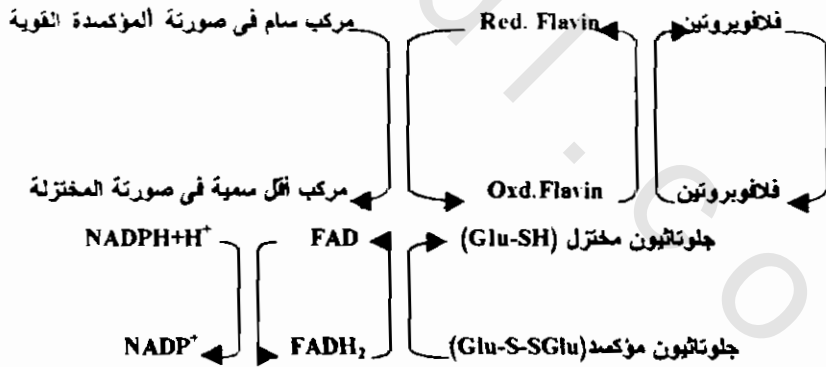 مركب سام فى صورتة ألمؤكسدة القوية Red. Flavin فلافوبروتين
مركب أقل سمية فى صورتة المختزلة Oxd.Flavin فلافوبروتين
NADPH+H⁺ FAD جلوتاثيون مختزل (Glu-SH)
NADP⁺ FADH₂ جلوتاثيون مؤكسد(Glu-S-SGlu)